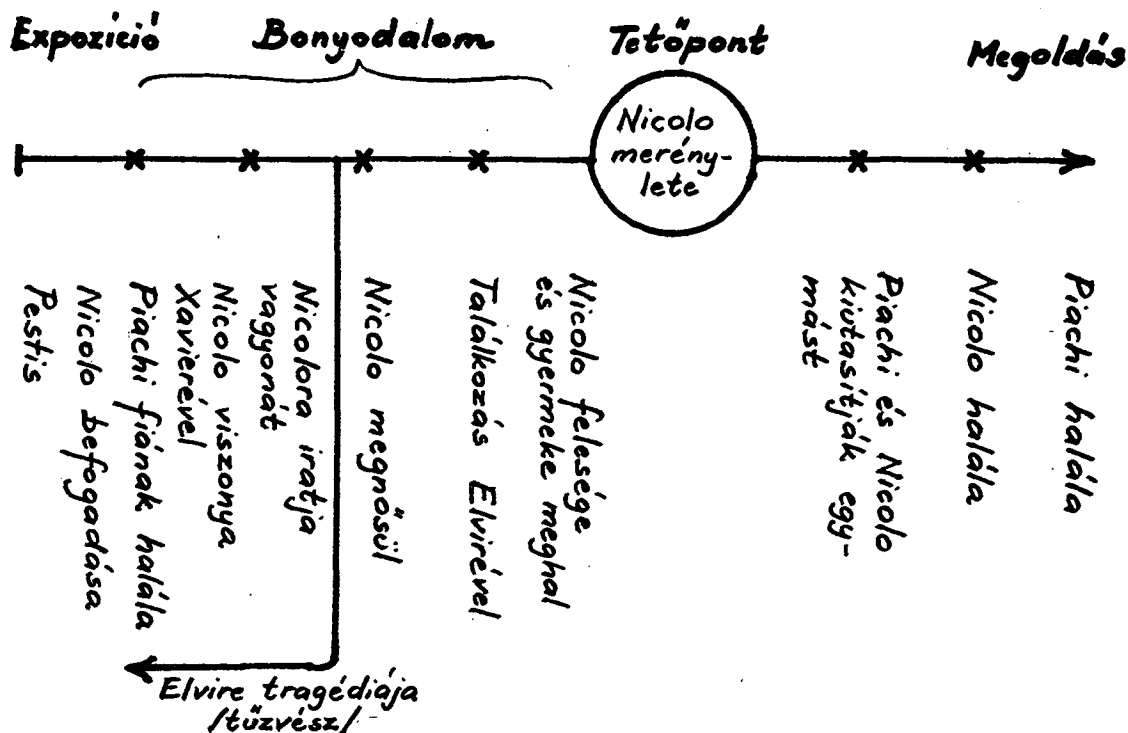 Expozíció
Bonyodalom
Tetőpont
Megoldás
Nicolo
merény-
lete
Pestis
Nicolo befogadása
Piachi fiának halála
Nicolo viszonya
Xaviérével
Nicolora iratja
vagyonát
Nicolo megnősül
Találkozás Elvirével
Nicolo felesége
és gyermeke meghal
Piachi és Nicolo
kiutasítják egy-
mást
Nicolo halála
Piachi halála
Elvire tragédiája
/tűzvész/